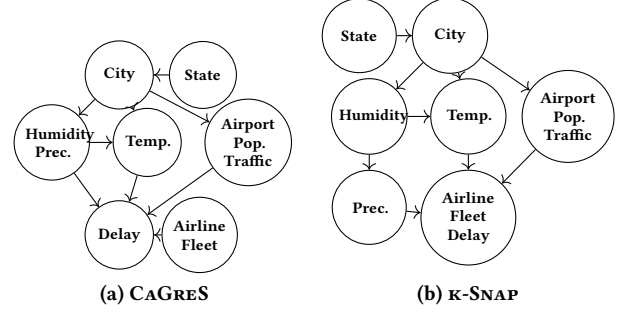 City
State
Humidity
Prec.
Temp.
Airport
Pop.
Traffic
Delay
Airline
Fleet
(a) CaGreS
State
City
Humidity
Temp.
Airport
Pop.
Traffic
Prec.
Airline
Fleet
Delay
(b) k-Snap